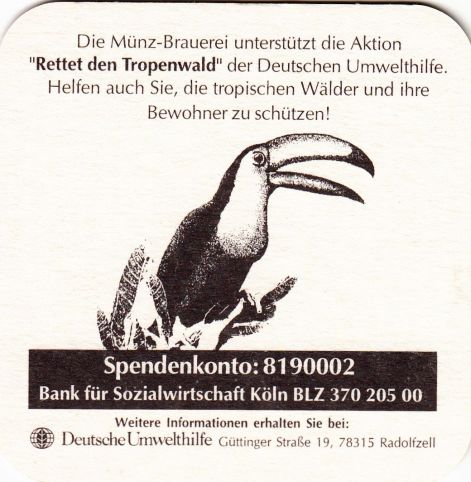 Die Münz-Brauerei unterstützt die Aktion
"Rettet den Tropenwald" der Deutschen Umwelthilfe.
Helfen auch Sie, die tropischen Wälder und ihre
Bewohner zu schützen!
Spendenkonto: 8190002
Bank für Sozialwirtschaft Köln BLZ 370 205 00
Weitere Informationen erhalten Sie bei:
Deutsche Umwelthilfe Güttinger Straße 19, 78315 Radolfzell